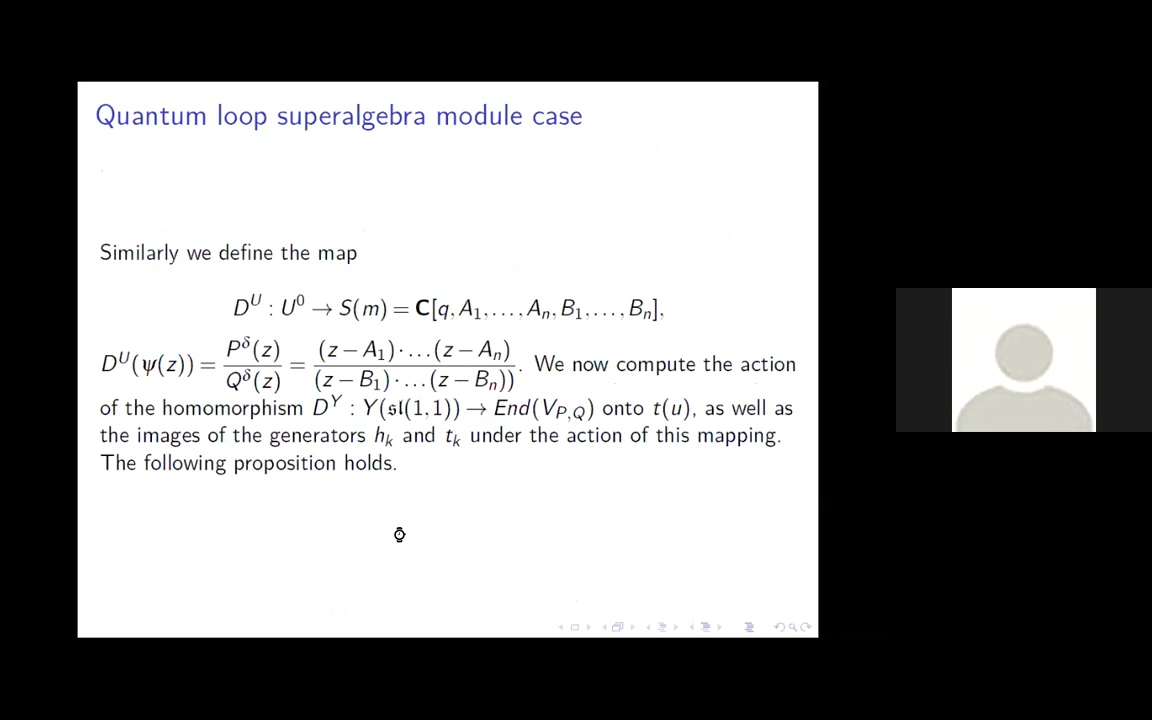 Quantum loop superalgebra module case
Similarly we define the map
D^U : U^0 → S(m) = C[q, A_1, …, A_n, B_1, …, B_n],
D^U(ψ(z)) = P^δ(z) / Q^δ(z) = (z − A_1) · … (z − A_n) / (z − B_1) · … (z − B_n)) . We now compute the action
of the homomorphism D^Y : Y(𝔰𝔩(1,1)) → End(V_{P,Q}) onto t(u), as well as
the images of the generators h_k and t_k under the action of this mapping.
The following proposition holds.